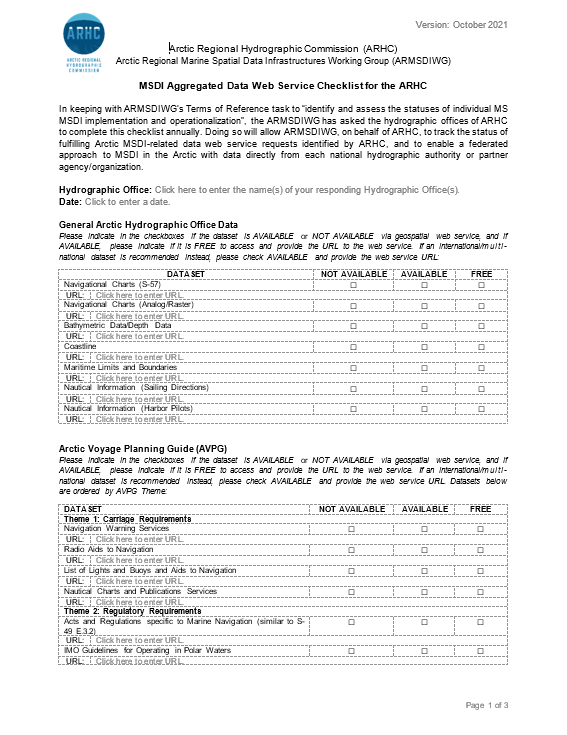 Version: October 2021
ARHC
ARCTIC REGIONAL
HYDROGRAPHIC
COMMISSION
Arctic Regional Hydrographic Commission (ARHC)
Arctic Regional Marine Spatial Data Infrastructures Working Group (ARMSDIWG)
MSDI Aggregated Data Web Service Checklist for the ARHC
In keeping with ARMSDIWG's Terms of Reference task to "identify and assess the statuses of individual MS
MSDI implementation and operationalization", the ARMSDIWG has asked the hydrographic offices of ARHC
to complete this checklist annually. Doing so will allow ARMSDIWG, on behalf of ARHC, to track the status of
fulfilling Arctic MSDI-related data web service requests identified by ARHC, and to enable a federated
approach to MSDI in the Arctic with data directly from each national hydrographic authority or partner
agency/organization.
Hydrographic Office: Click here to enter the name(s) of your responding Hydrographic Office(s).
Date: Click to enter a date.
General Arctic Hydrographic Office Data
Please indicate in the checkboxes if the dataset is AVAILABLE or NOT AVAILABLE via geospatial web service, and if
AVAILABLE, please indicate if it is FREE to access and provide the URL to the web service. If an international/multi-
national dataset is recommended instead, please check AVAILABLE and provide the web service URL:
DATASET NOT AVAILABLE AVAILABLE FREE
Navigational Charts (S-57) ☐ ☐ ☐
URL: Click here to enter URL.
Navigational Charts (Analog/Raster) ☐ ☐ ☐
URL: Click here to enter URL.
Bathymetric Data/Depth Data ☐ ☐ ☐
URL: Click here to enter URL.
Coastline ☐ ☐ ☐
URL: Click here to enter URL.
Maritime Limits and Boundaries ☐ ☐ ☐
URL: Click here to enter URL.
Nautical Information (Sailing Directions) ☐ ☐ ☐
URL: Click here to enter URL.
Nautical Information (Harbor Pilots) ☐ ☐ ☐
URL: Click here to enter URL.
Arctic Voyage Planning Guide (AVPG)
Please indicate in the checkboxes if the dataset is AVAILABLE or NOT AVAILABLE via geospatial web service, and if
AVAILABLE, please indicate if it is FREE to access and provide the URL to the web service. If an international/multi-
national dataset is recommended instead, please check AVAILABLE and provide the web service URL. Datasets below
are ordered by AVPG Theme:
DATASET NOT AVAILABLE AVAILABLE FREE
Theme 1: Carriage Requirements
Navigation Warning Services ☐ ☐ ☐
URL: Click here to enter URL.
Radio Aids to Navigation ☐ ☐ ☐
URL: Click here to enter URL.
List of Lights and Buoys and Aids to Navigation ☐ ☐ ☐
URL: Click here to enter URL.
Nautical Charts and Publications Services ☐ ☐ ☐
URL: Click here to enter URL.
Theme 2: Regulatory Requirements
Acts and Regulations specific to Marine Navigation (similar to S-
49 E.3.2) ☐ ☐ ☐
URL: Click here to enter URL.
IMO Guidelines for Operating in Polar Waters ☐ ☐ ☐
URL: Click here to enter URL.
Page 1 of 3